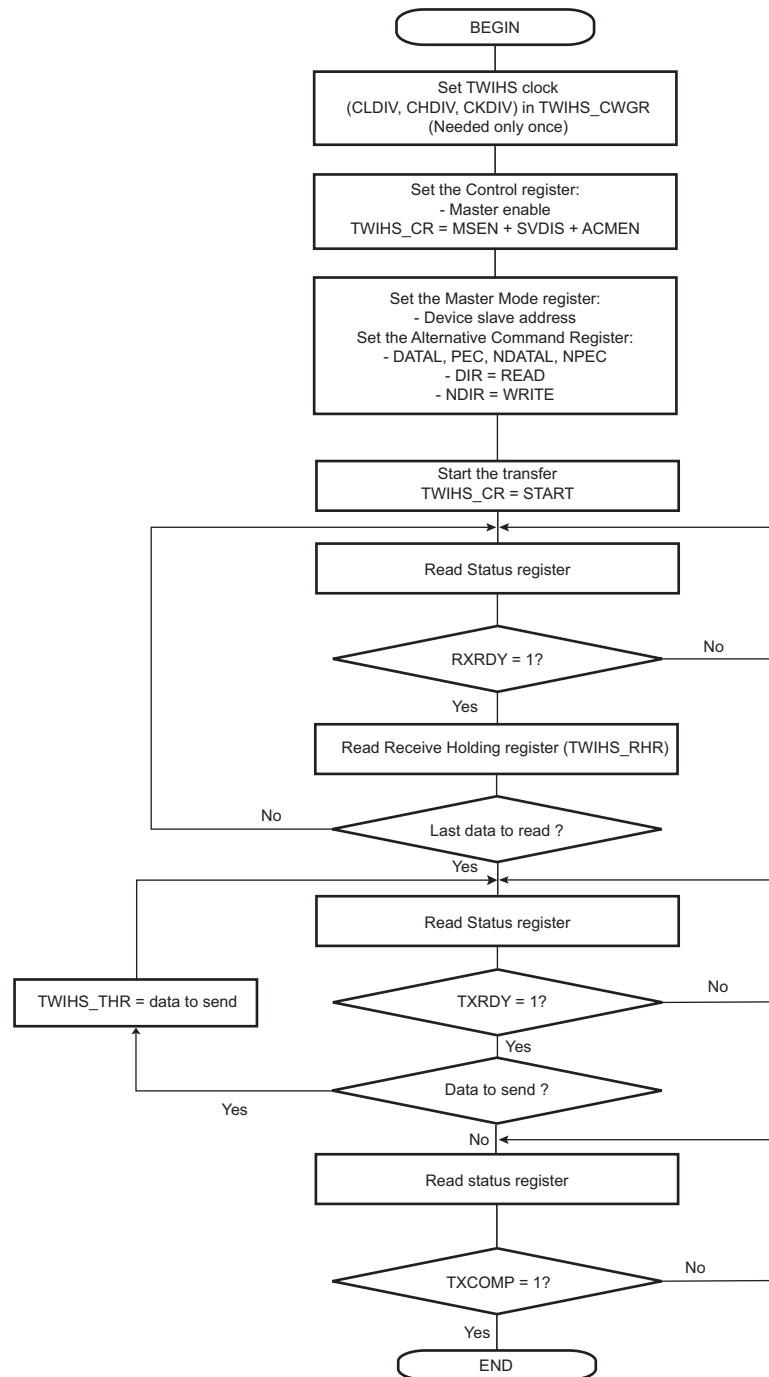 BEGIN
Set TWIHS clock
(CLDIV, CHDIV, CKDIV) in TWIHS_CWGR
(Needed only once)
Set the Control register:
- Master enable
TWIHS_CR = MSEN + SVDIS + ACMEN
Set the Master Mode register:
- Device slave address
Set the Alternative Command Register:
- DATAL, PEC, NDATAL, NPEC
- DIR = READ
- NDIR = WRITE
Start the transfer
TWIHS_CR = START
Read Status register
RXRDY = 1?
No
Yes
Read Receive Holding register (TWIHS_RHR)
No
Last data to read ?
Yes
Read Status register
TWIHS_THR = data to send
TXRDY = 1?
No
Yes
Data to send ?
Yes
No
Read status register
TXCOMP = 1?
No
Yes
END